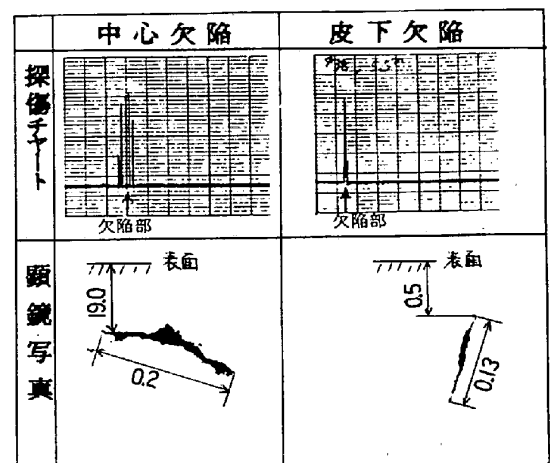 中心欠陥
皮下欠陥
探傷チャート
欠陥部
欠陥部
顕鏡写真
表面
19.0
0.2
表面
0.5
0.13